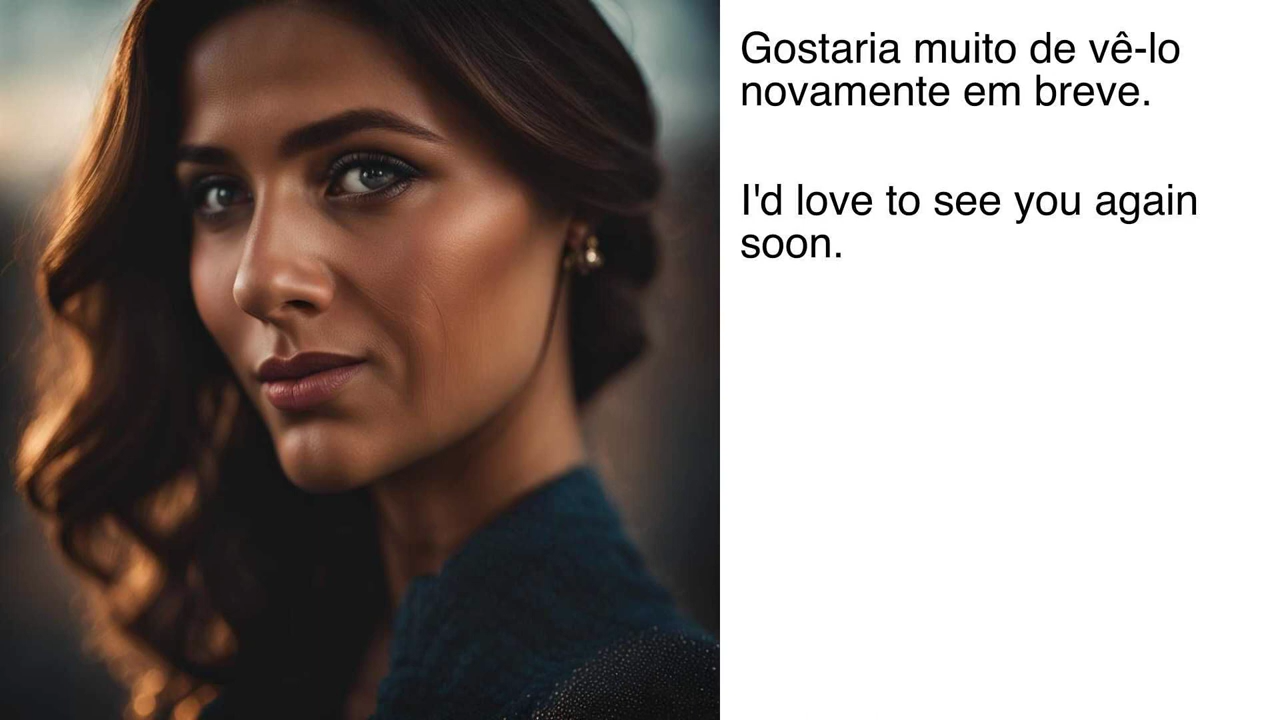 Gostaria muito de vê-lo
novamente em breve.
I'd love to see you again
soon.